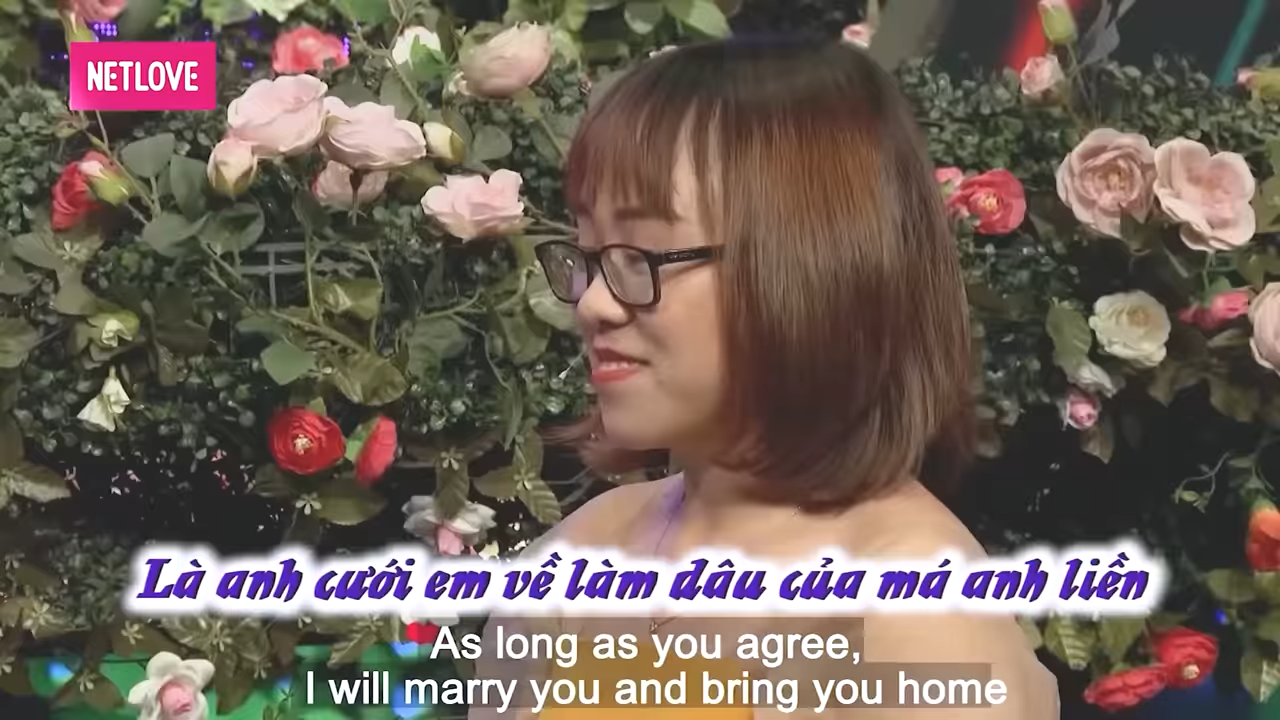 NETLOVE
Là anh cưới em về làm dâu của má anh liền
As long as you agree,
I will marry you and bring you home